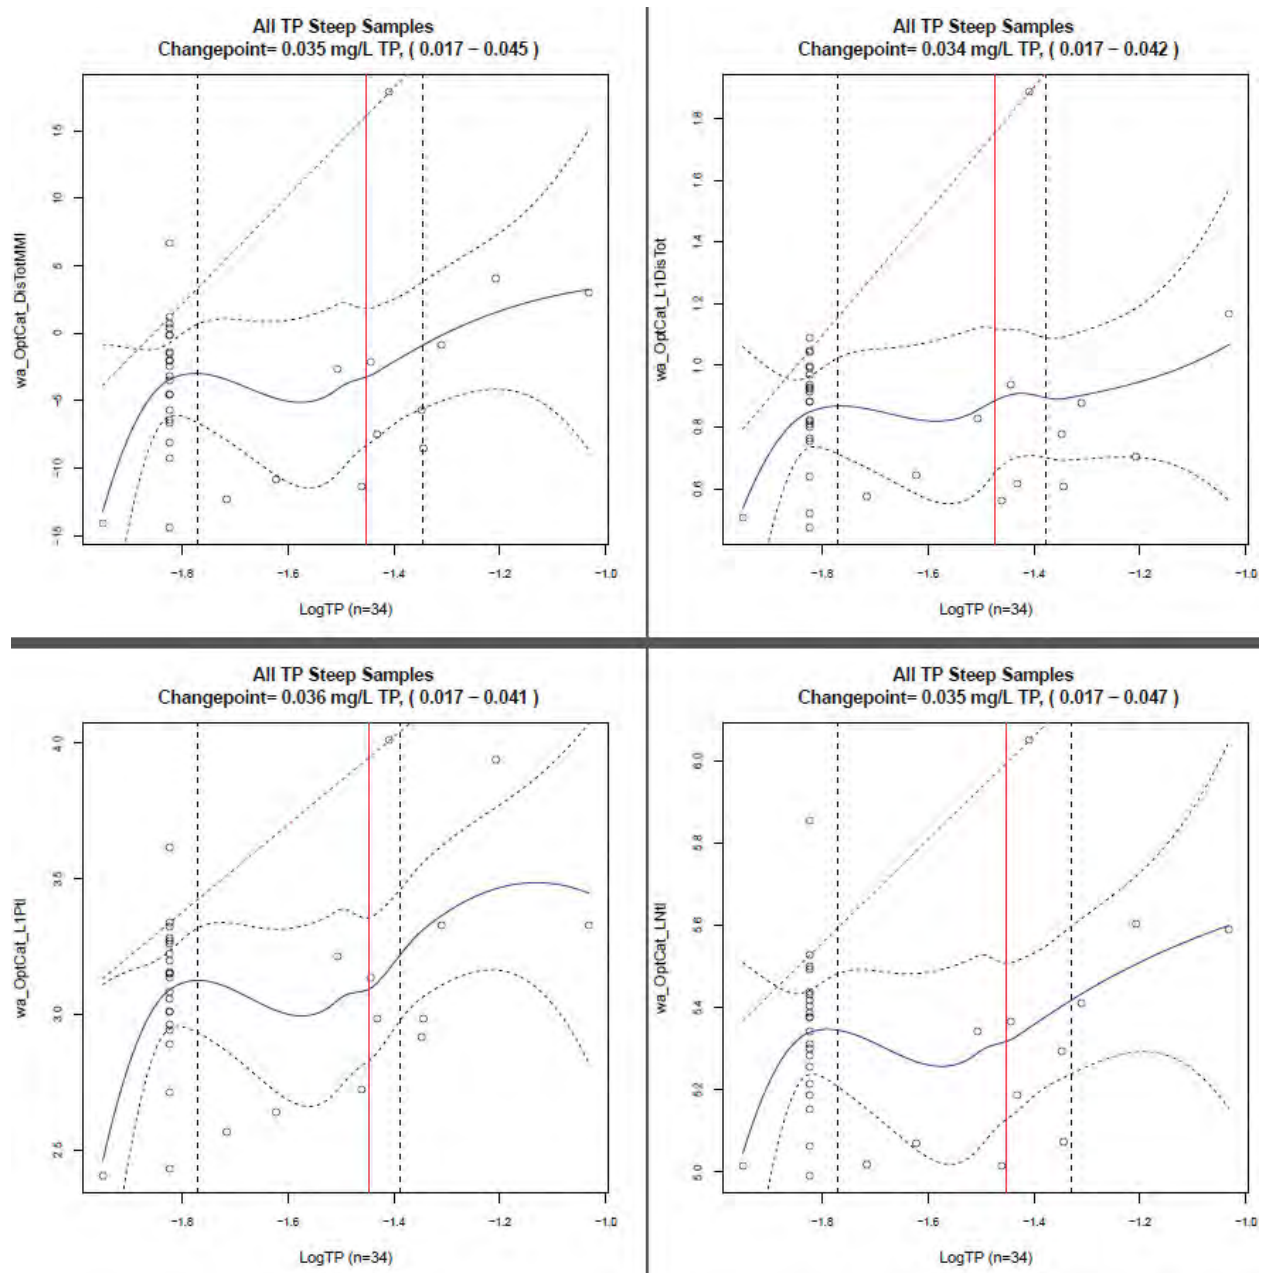 All TP Steep Samples
Changepoint= 0.035 mg/L TP, ( 0.017 − 0.045 )
wa_OptCat_DisTotMMI
15
10
5
0
−5
−10
−15
−1.8 −1.6 −1.4 −1.2 −1.0
LogTP (n=34)
All TP Steep Samples
Changepoint= 0.034 mg/L TP, ( 0.017 − 0.042 )
wa_OptCat_L1DisTot
1.8
1.6
1.4
1.2
1.0
0.8
0.6
−1.8 −1.6 −1.4 −1.2 −1.0
LogTP (n=34)
All TP Steep Samples
Changepoint= 0.036 mg/L TP, ( 0.017 − 0.041 )
wa_OptCat_L1Ptl
4.0
3.5
3.0
2.5
−1.8 −1.6 −1.4 −1.2 −1.0
LogTP (n=34)
All TP Steep Samples
Changepoint= 0.035 mg/L TP, ( 0.017 − 0.047 )
wa_OptCat_LNtl
6.0
5.8
5.6
5.4
5.2
5.0
−1.8 −1.6 −1.4 −1.2 −1.0
LogTP (n=34)